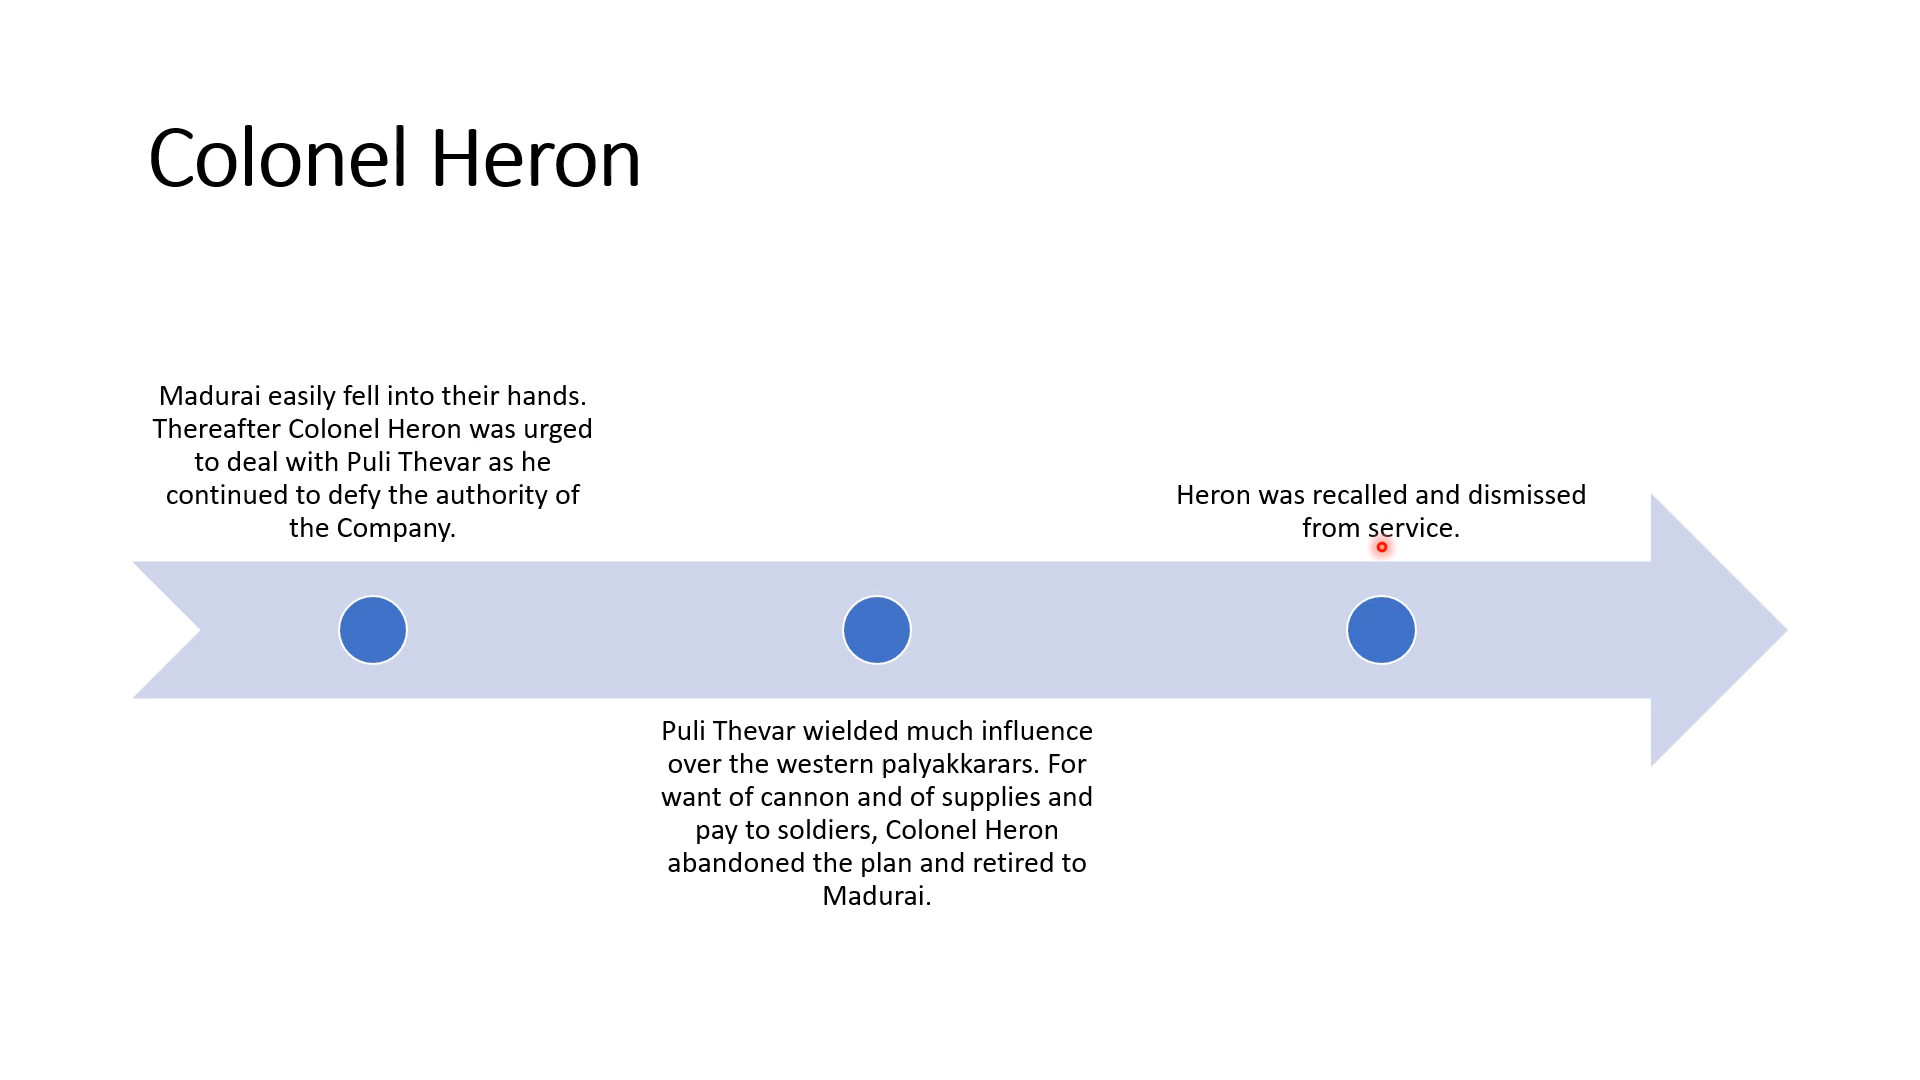 Colonel Heron
Madurai easily fell into their hands.
Thereafter Colonel Heron was urged
to deal with Puli Thevar as he
continued to defy the authority of
the Company.
Puli Thevar wielded much influence
over the western palyakkarars. For
want of cannon and of supplies and
pay to soldiers, Colonel Heron
abandoned the plan and retired to
Madurai.
Heron was recalled and dismissed
from service.